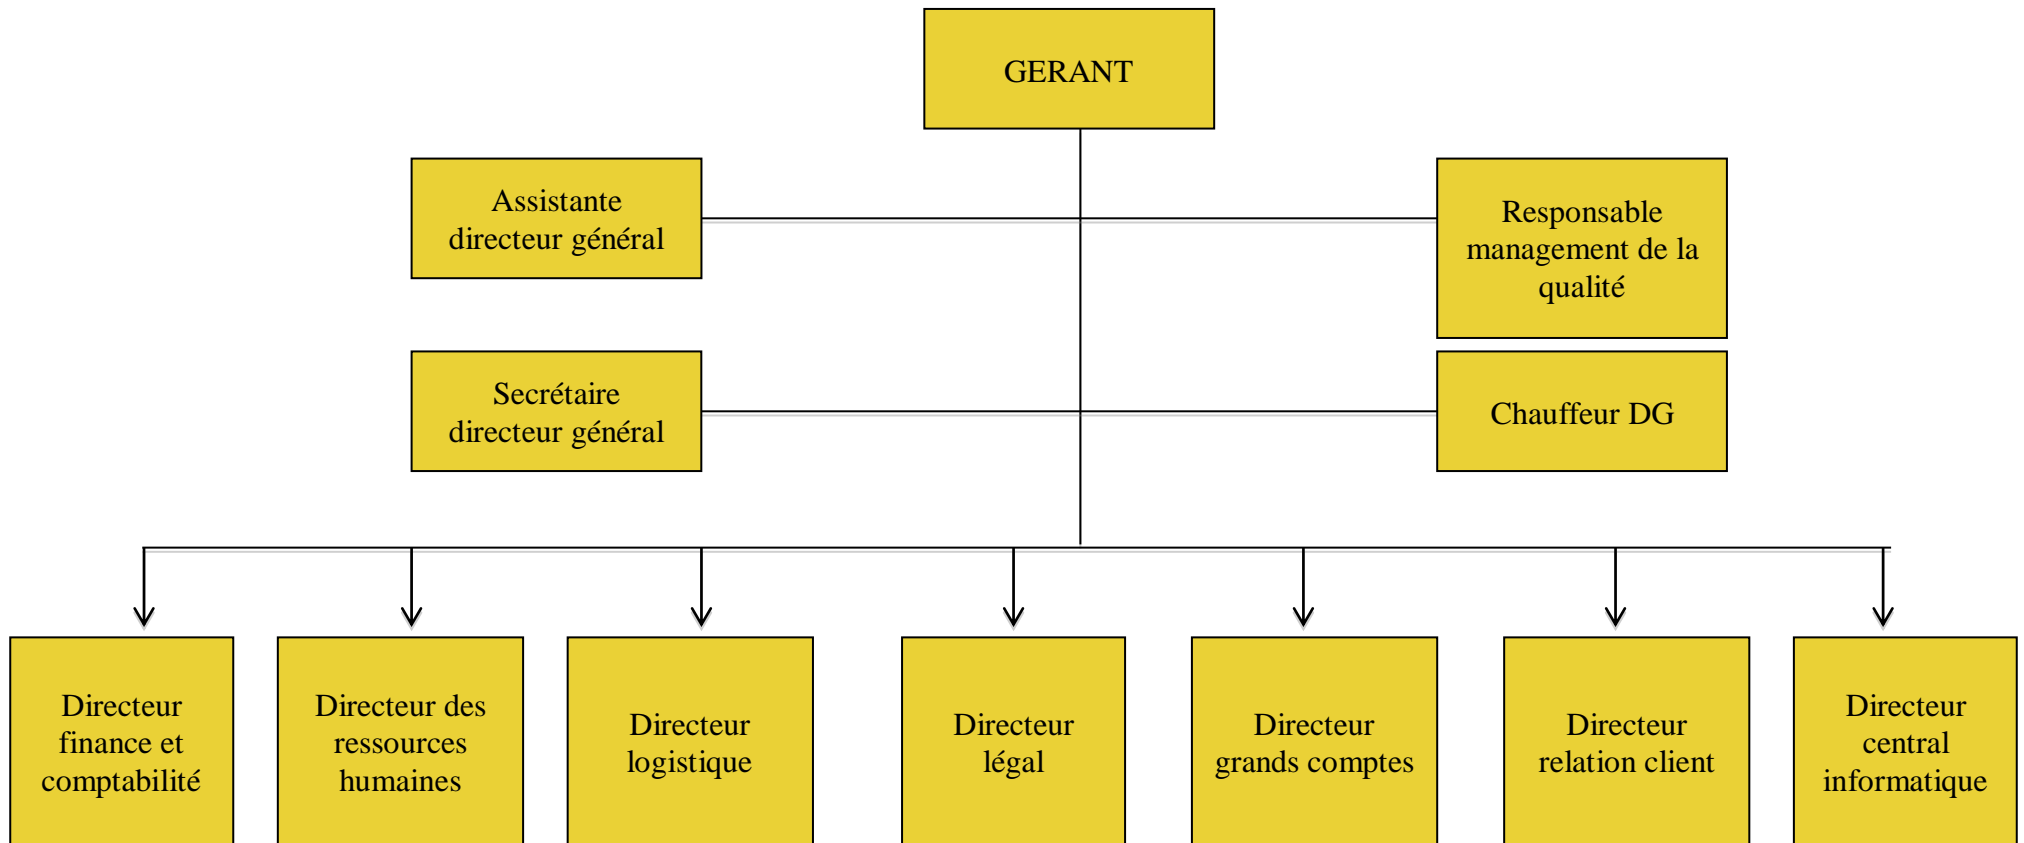 GERANT
Assistante
directeur général
Responsable
management de la
qualité
Secrétaire
directeur général
Chauffeur DG
Directeur
finance et
comptabilité
Directeur des
ressources
humaines
Directeur
logistique
Directeur
légal
Directeur
grands comptes
Directeur
relation client
Directeur
central
informatique